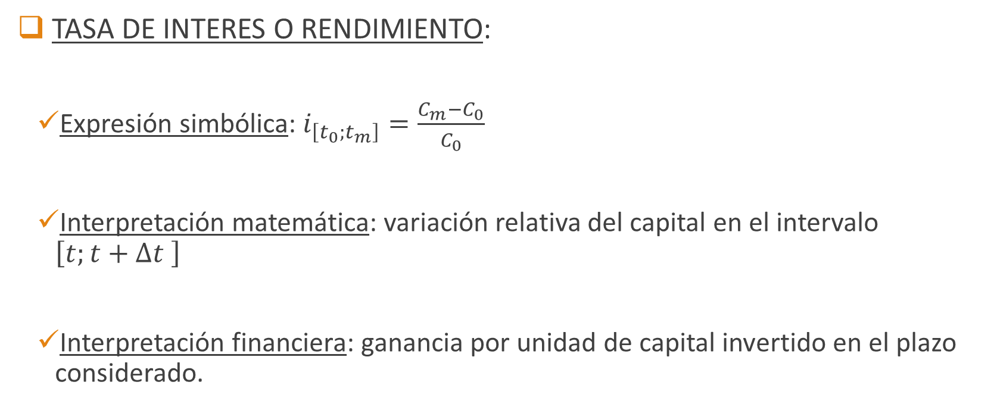 TASA DE INTERES O RENDIMIENTO:
Expresión simbólica: $i_{[t_0;t_m]} = \frac{C_m - C_0}{C_0}$
Interpretación matemática: variación relativa del capital en el intervalo
$[t; t + \Delta t]$
Interpretación financiera: ganancia por unidad de capital invertido en el plazo
considerado.